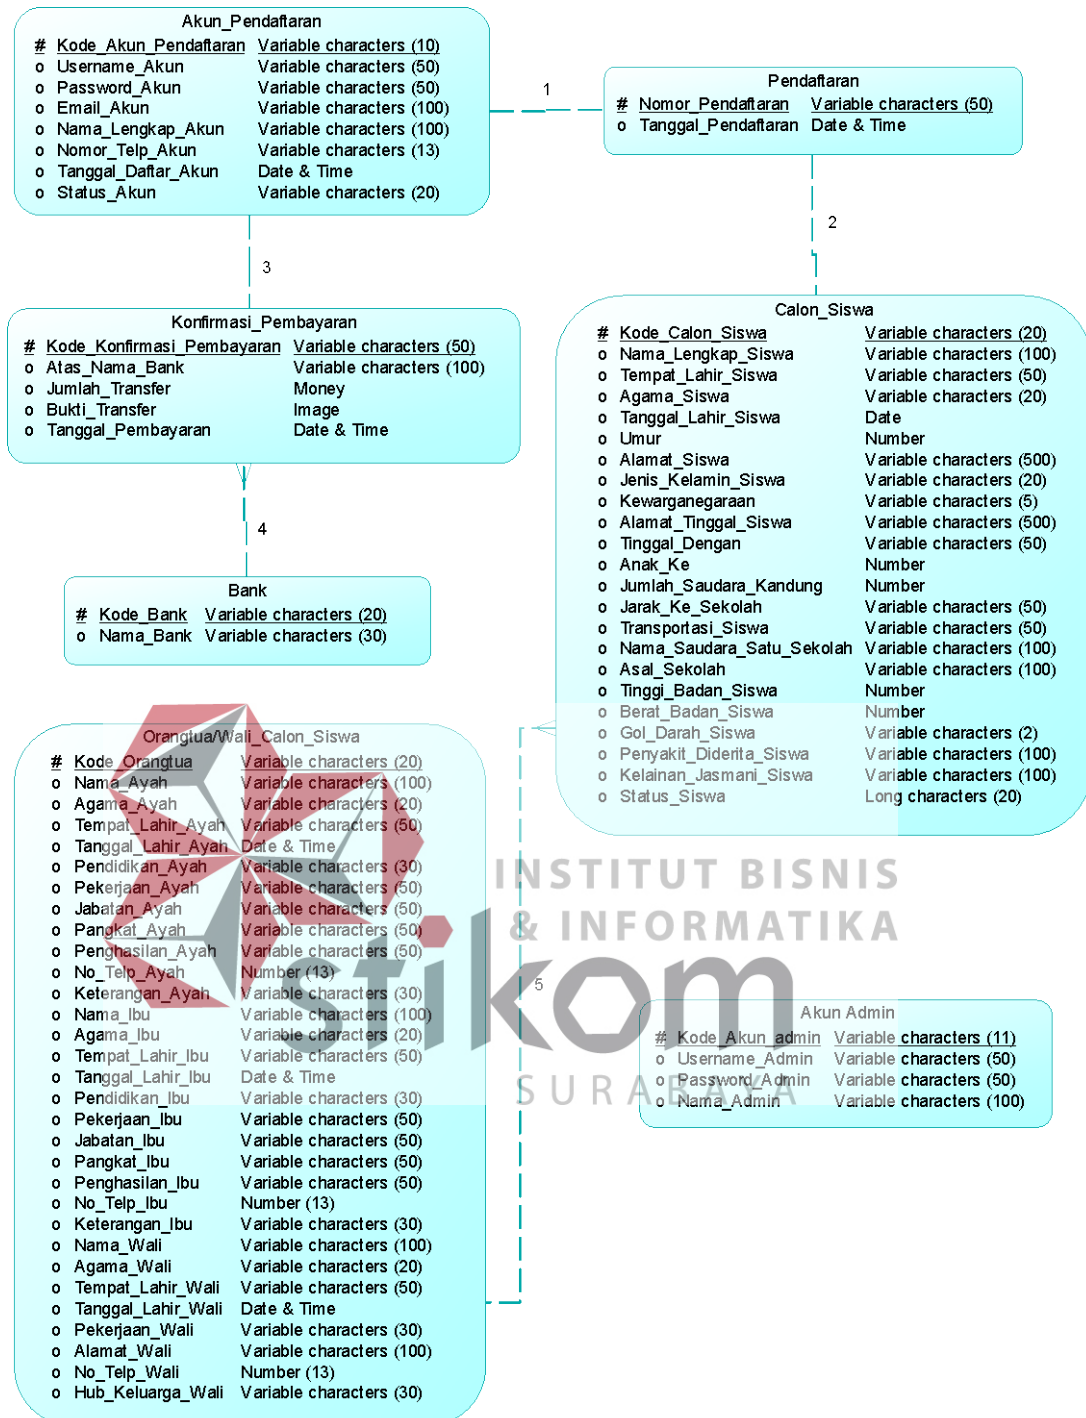 Akun_Pendaftaran
# Kode_Akun_Pendaftaran Variable characters (10)
o Username_Akun Variable characters (50)
o Password_Akun Variable characters (50)
o Email_Akun Variable characters (100)
o Nama_Lengkap_Akun Variable characters (100)
o Nomor_Telp_Akun Variable characters (13)
o Tanggal_Daftar_Akun Date & Time
o Status_Akun Variable characters (20)
1
Pendaftaran
# Nomor_Pendaftaran Variable characters (50)
o Tanggal_Pendaftaran Date & Time
2
3
Konfirmasi_Pembayaran
# Kode_Konfirmasi_Pembayaran Variable characters (50)
o Atas_Nama_Bank Variable characters (100)
o Jumlah_Transfer Money
o Bukti_Transfer Image
o Tanggal_Pembayaran Date & Time
4
Bank
# Kode_Bank Variable characters (20)
o Nama_Bank Variable characters (30)
Calon_Siswa
# Kode_Calon_Siswa Variable characters (20)
o Nama_Lengkap_Siswa Variable characters (100)
o Tempat_Lahir_Siswa Variable characters (50)
o Agama_Siswa Variable characters (20)
o Tanggal_Lahir_Siswa Date
o Umur Number
o Alamat_Siswa Variable characters (500)
o Jenis_Kelamin_Siswa Variable characters (20)
o Kewarganegaraan Variable characters (5)
o Alamat_Tinggal_Siswa Variable characters (500)
o Tinggal_Dengan Variable characters (50)
o Anak_Ke Number
o Jumlah_Saudara_Kandung Number
o Jarak_Ke_Sekolah Variable characters (50)
o Transportasi_Siswa Variable characters (50)
o Nama_Saudara_Satu_Sekolah Variable characters (100)
o Asal_Sekolah Variable characters (100)
o Tinggi_Badan_Siswa Number
o Berat_Badan_Siswa Number
o Gol_Darah_Siswa Variable characters (2)
o Penyakit_Diderita_Siswa Variable characters (100)
o Kelainan_Jasmani_Siswa Variable characters (100)
o Status_Siswa Long characters (20)
Orangtua/Wali_Calon_Siswa
# Kode_Orangtua Variable characters (20)
o Nama_Ayah Variable characters (100)
o Agama_Ayah Variable characters (20)
o Tempat_Lahir_Ayah Variable characters (50)
o Tanggal_Lahir_Ayah Date & Time
o Pendidikan_Ayah Variable characters (30)
o Pekerjaan_Ayah Variable characters (50)
o Jabatan_Ayah Variable characters (50)
o Pangkat_Ayah Variable characters (50)
o Penghasilan_Ayah Variable characters (50)
o No_Telp_Ayah Number (13)
o Keterangan_Ayah Variable characters (30)
o Nama_Ibu Variable characters (100)
o Agama_Ibu Variable characters (20)
o Tempat_Lahir_Ibu Variable characters (50)
o Tanggal_Lahir_Ibu Date & Time
o Pendidikan_Ibu Variable characters (30)
o Pekerjaan_Ibu Variable characters (50)
o Jabatan_Ibu Variable characters (50)
o Pangkat_Ibu Variable characters (50)
o Penghasilan_Ibu Variable characters (50)
o No_Telp_Ibu Number (13)
o Keterangan_Ibu Variable characters (30)
o Nama_Wali Variable characters (100)
o Agama_Wali Variable characters (20)
o Tempat_Lahir_Wali Variable characters (50)
o Tanggal_Lahir_Wali Date & Time
o Pekerjaan_Wali Variable characters (30)
o Alamat_Wali Variable characters (100)
o No_Telp_Wali Number (13)
o Hub_Keluarga_Wali Variable characters (30)
5
INSTITUT BISNIS
& INFORMATIKA
stikom
SURABAYA
Akun Admin
# Kode_Akun_admin Variable characters (11)
o Username_Admin Variable characters (50)
o Password_Admin Variable characters (50)
o Nama_Admin Variable characters (100)